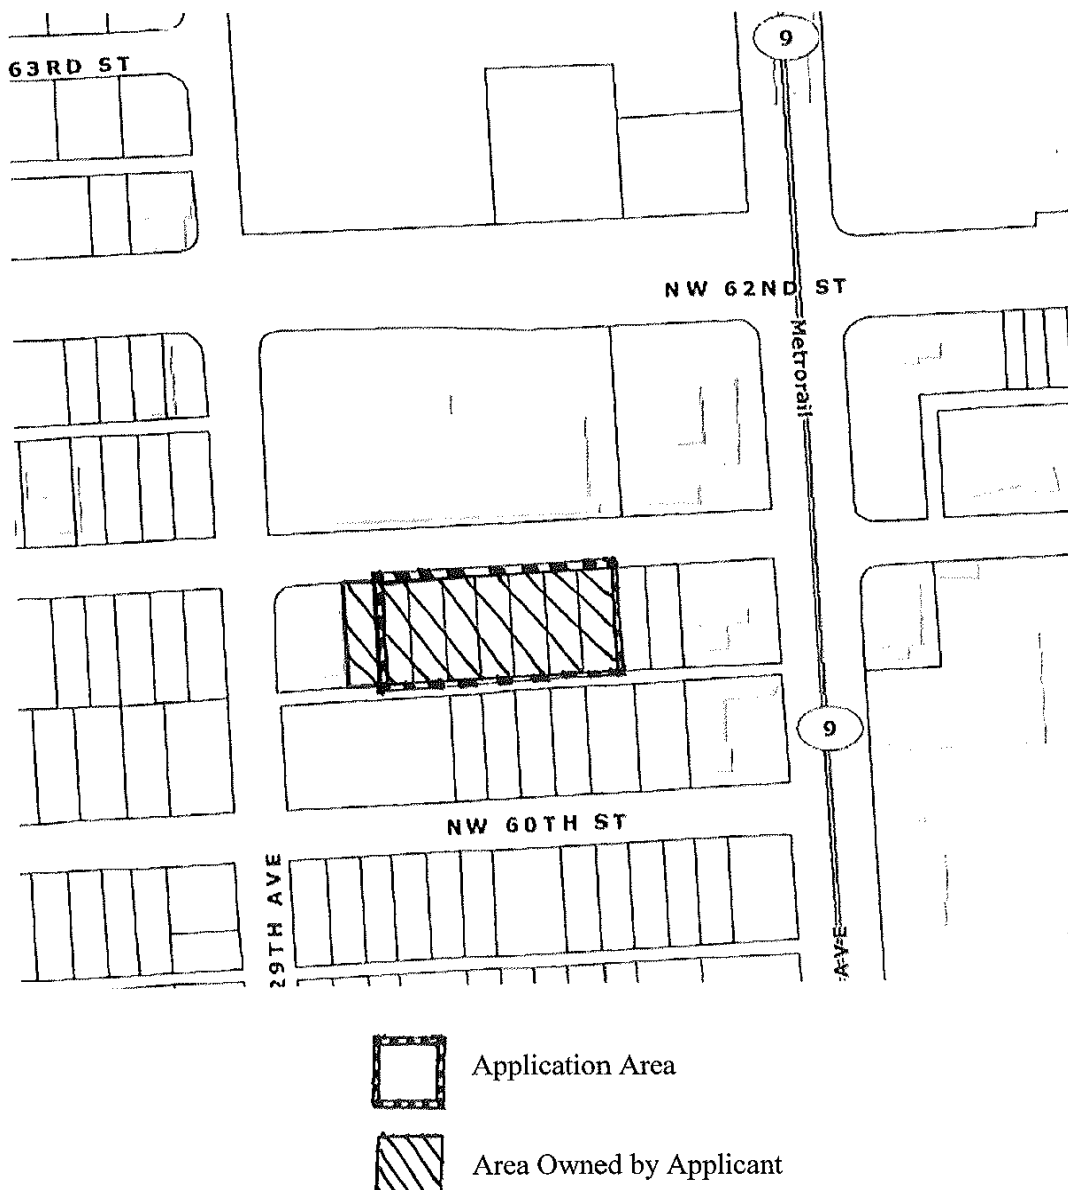 9
63RD ST
NW 62ND ST
Metrorail
9
NW 60TH ST
29TH AVE
Application Area
Area Owned by Applicant